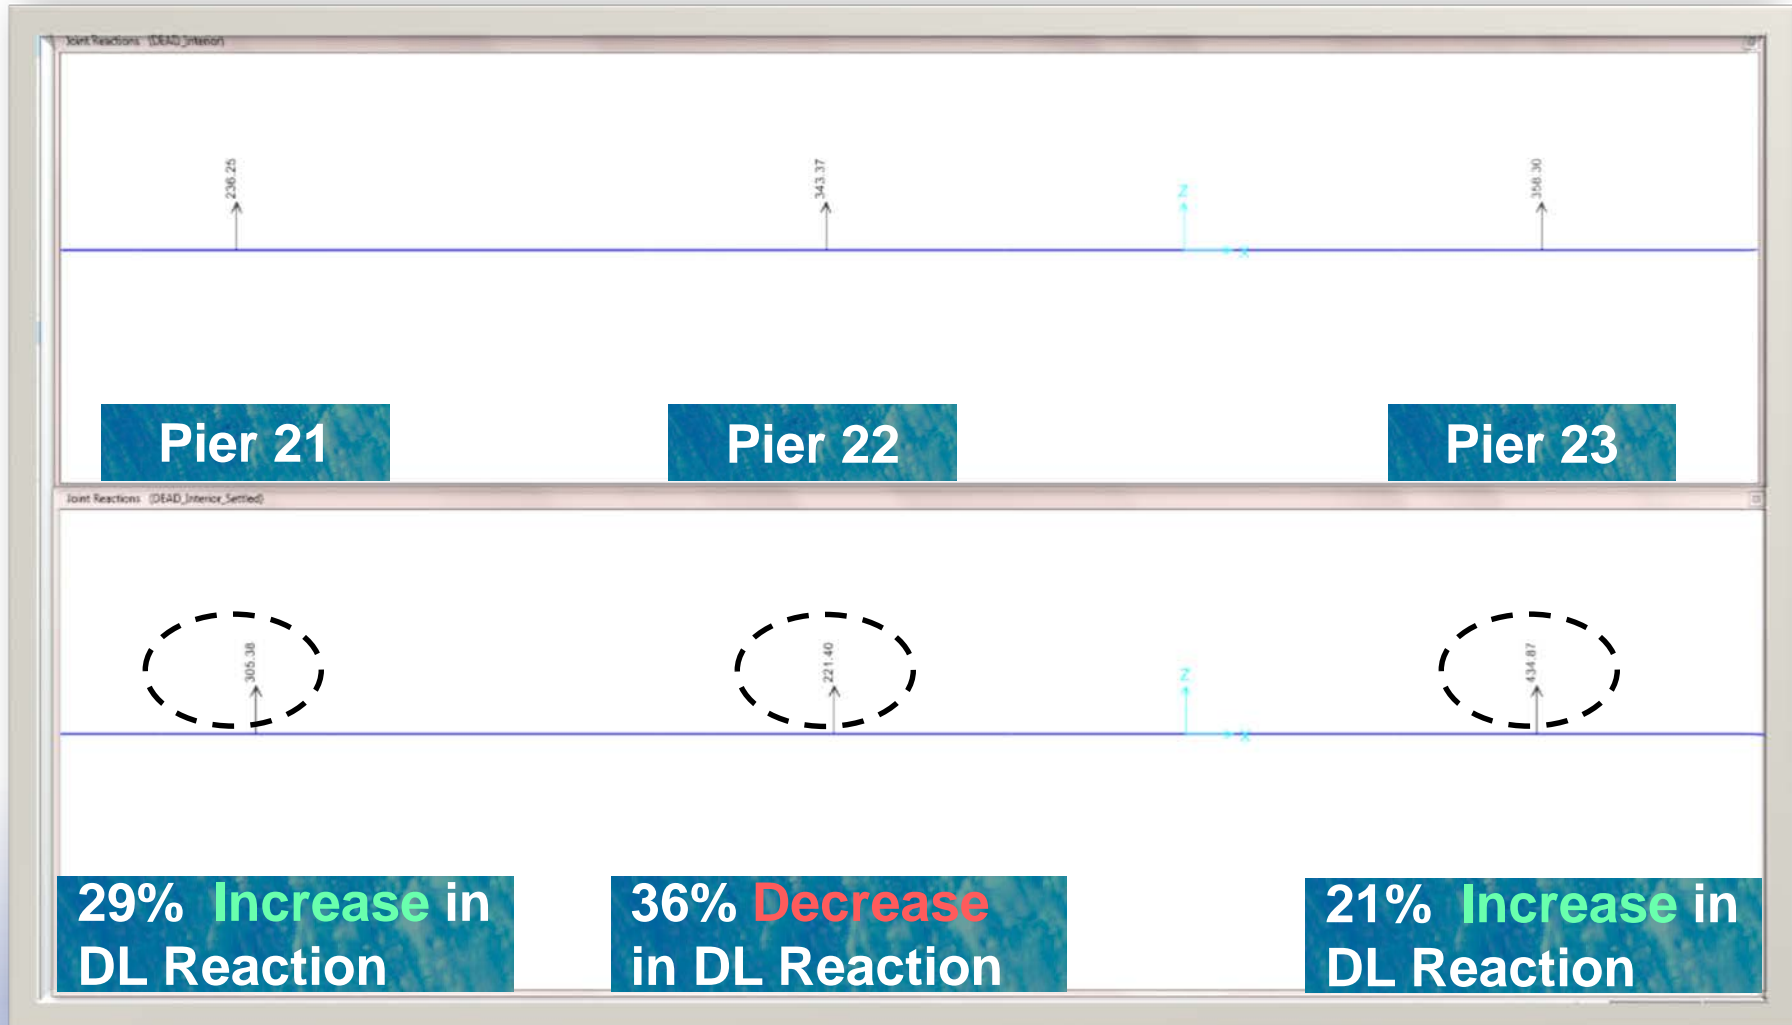 Joint Reactions (DEAD_Interior)
236.25
343.37
Z
X
358.30
Pier 21
Pier 22
Pier 23
Joint Reactions (DEAD_Interior_Settled)
305.38
221.40
Z
X
434.87
29% Increase in
DL Reaction
36% Decrease
in DL Reaction
21% Increase in
DL Reaction